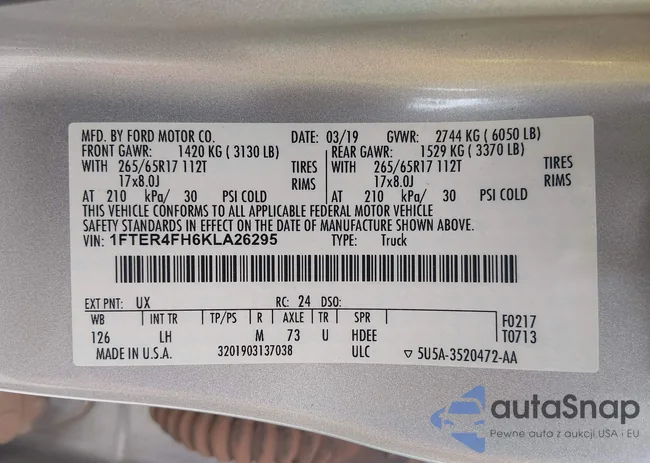 MFD. BY FORD MOTOR CO. DATE: 03/19 GVWR: 2744 KG ( 6050 LB)
FRONT GAWR: 1420 KG ( 3130 LB) REAR GAWR: 1529 KG ( 3370 LB)
WITH 265/65R17 112T TIRES WITH 265/65R17 112T TIRES
17x8.0J RIMS 17x8.0J RIMS
AT 210 kPa/ 30 PSI COLD AT 210 kPa/ 30 PSI COLD
THIS VEHICLE CONFORMS TO ALL APPLICABLE FEDERAL MOTOR VEHICLE
SAFETY STANDARDS IN EFFECT ON THE DATE OF MANUFACTURE SHOWN ABOVE.
VIN: 1FTER4FH6KLA26295 TYPE: Truck
EXT PNT: UX RC: 24 DSO:
WB INT TR TP/PS R AXLE TR SPR F0217
126 LH M 73 U HDEE T0713
MADE IN U.S.A. 3201903137038 ULC ▽ 5U5A-3520472-AA
autaSnap
Pewne auta z aukcji USA i EU